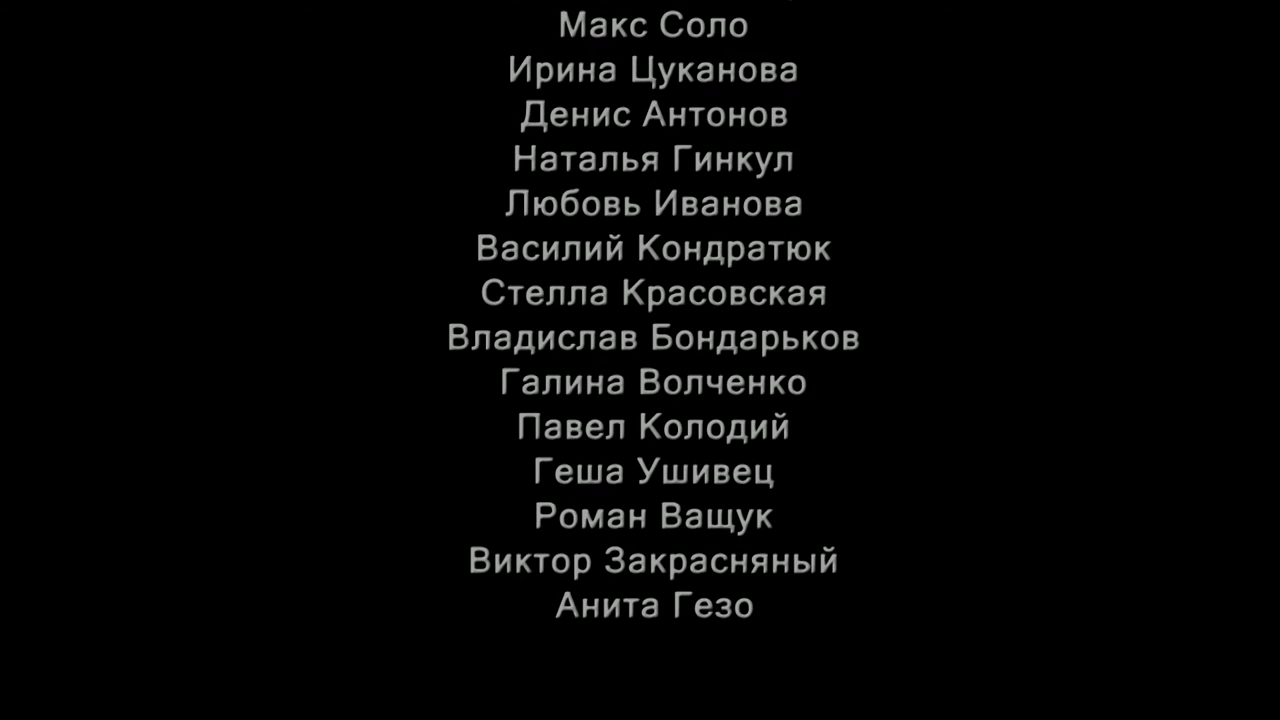 Макс Соло
Ирина Цуканова
Денис Антонов
Наталья Гинкул
Любовь Иванова
Василий Кондратюк
Стелла Красовская
Владислав Бондарьков
Галина Волченко
Павел Колодий
Геша Ушивец
Роман Ващук
Виктор Закрасняный
Анита Гезо